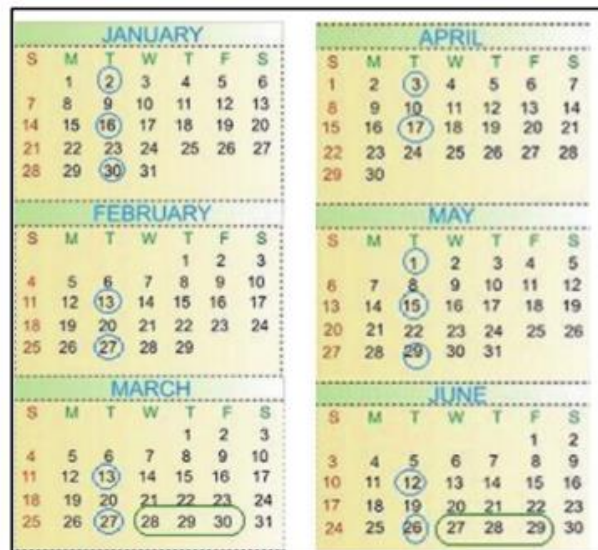 JANUARY
S M T W T F S
1 2 3 4 5 6
7 8 9 10 11 12 13
14 15 16 17 18 19 20
21 22 23 24 25 26 27
28 29 30 31
FEBRUARY
S M T W T F S
1 2 3
4 5 6 7 8 9 10
11 12 13 14 15 16 17
18 19 20 21 22 23 24
25 26 27 28 29
MARCH
S M T W T F S
1 2 3
4 5 6 7 8 9 10
11 12 13 14 15 16 17
18 19 20 21 22 23 24
25 26 27 28 29 30 31
APRIL
S M T W T F S
1 2 3 4 5 6 7
8 9 10 11 12 13 14
15 16 17 18 19 20 21
22 23 24 25 26 27 28
29 30
MAY
S M T W T F S
1 2 3 4 5
6 7 8 9 10 11 12
13 14 15 16 17 18 19
20 21 22 23 24 25 26
27 28 29 30 31
JUNE
S M T W T F S
1 2
3 4 5 6 7 8 9
10 11 12 13 14 15 16
17 18 19 20 21 22 23
24 25 26 27 28 29 30